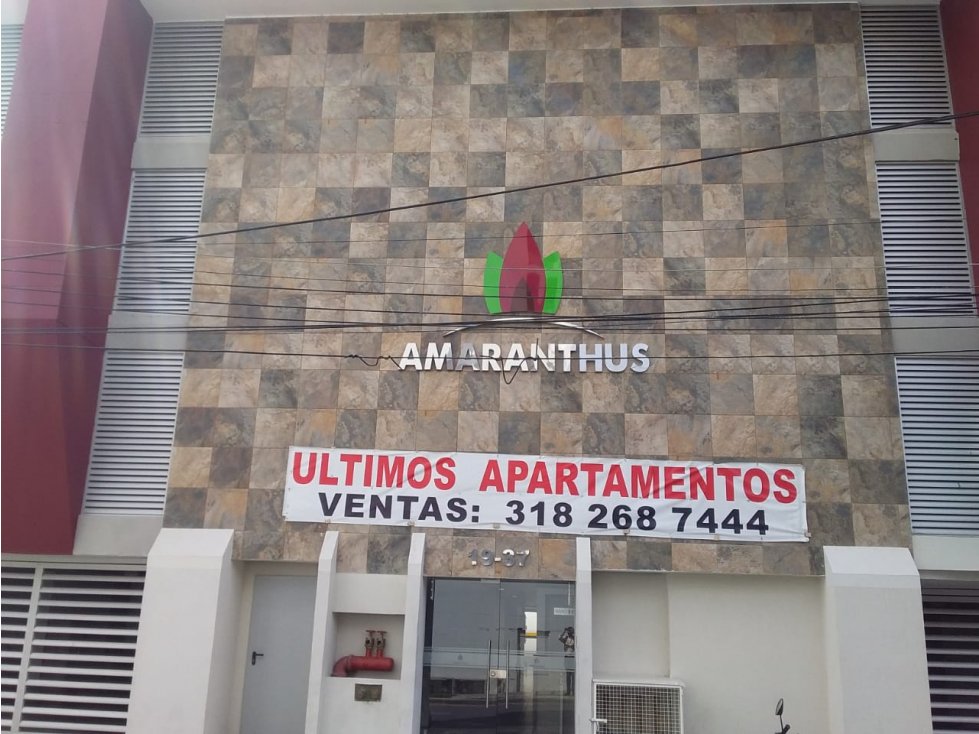 AMARANTHUS
ULTIMOS APARTAMENTOS
VENTAS: 318 268 7444
19-37